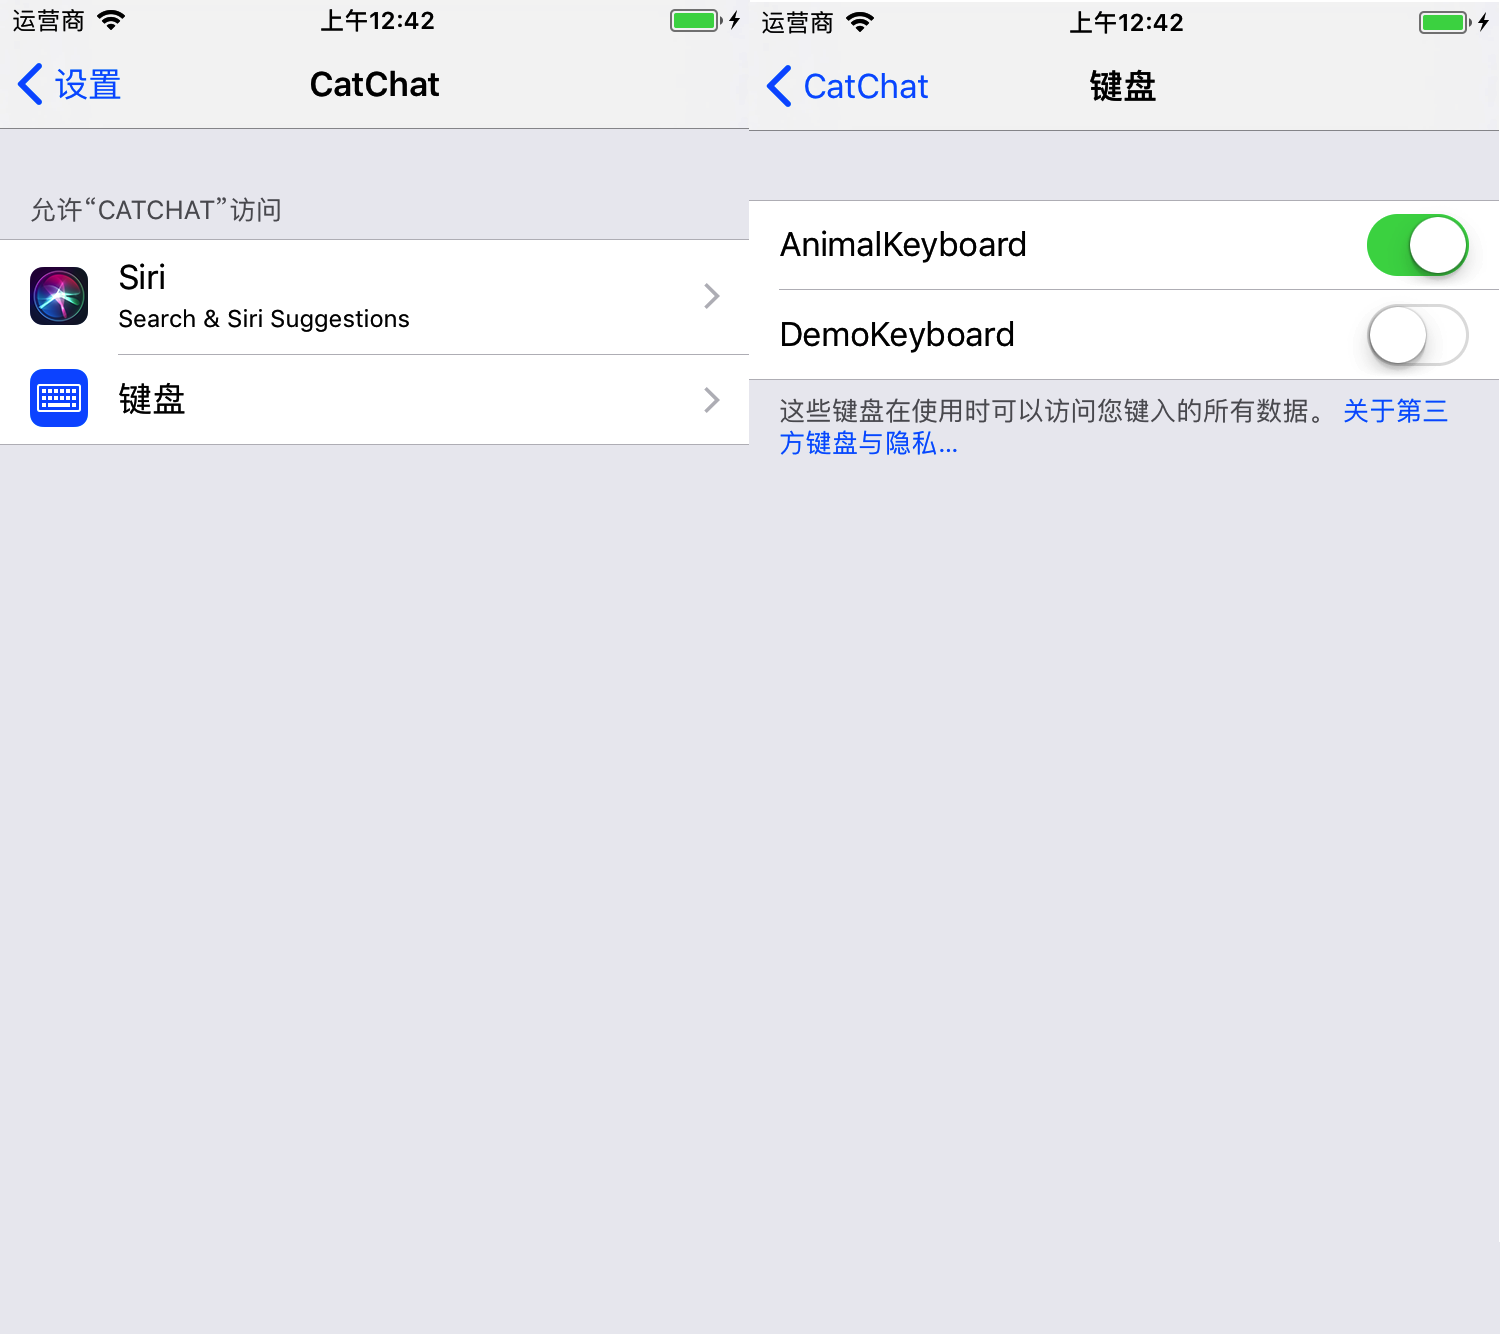 运营商
上午12:42
设置
CatChat
允许“CATCHAT”访问
Siri
Search & Siri Suggestions
键盘
运营商
上午12:42
CatChat
键盘
AnimalKeyboard
DemoKeyboard
这些键盘在使用时可以访问您键入的所有数据。 关于第三
方键盘与隐私...